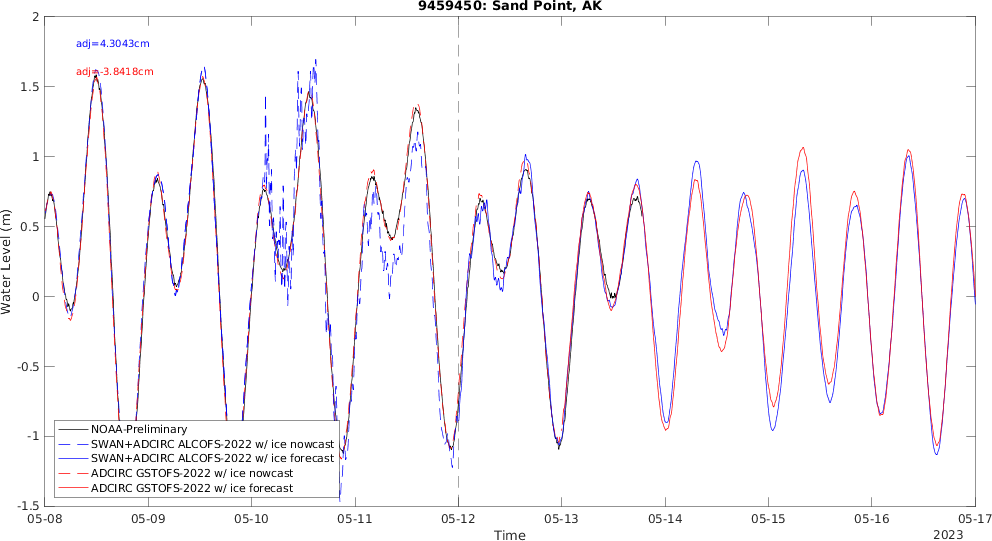 9459450: Sand Point, AK
adj=4.3043cm
adj=-3.8418cm
2
1.5
1
0.5
0
-0.5
-1
-1.5
Water Level (m)
NOAA-Preliminary
SWAN+ADCIRC ALCOFS-2022 w/ ice nowcast
SWAN+ADCIRC ALCOFS-2022 w/ ice forecast
ADCIRC GSTOFS-2022 w/ ice nowcast
ADCIRC GSTOFS-2022 w/ ice forecast
05-08 05-09 05-10 05-11 05-12 05-13 05-14 05-15 05-16 05-17
Time
2023